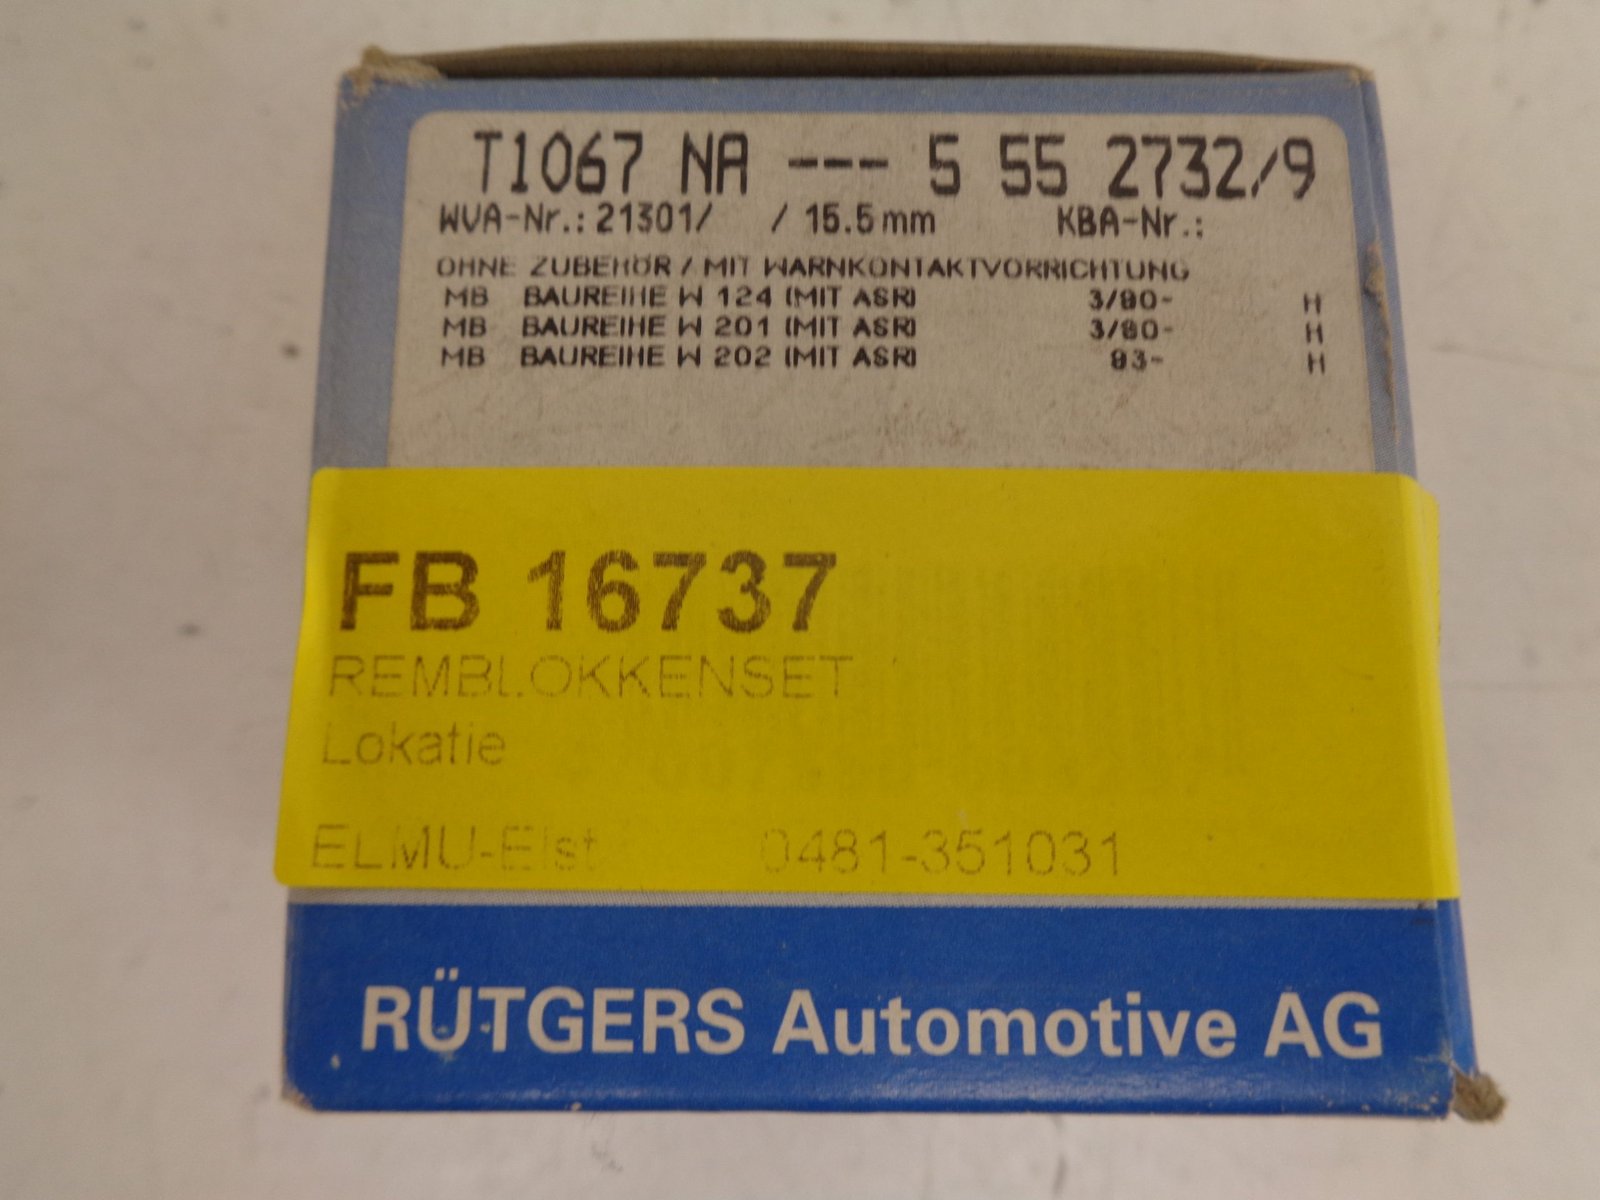 T1067 NA --- 5 55 2732/9
WVA-Nr.: 21301/ / 15.5mm KBA-Nr.:
OHNE ZUBEHÖR / MIT WARNKONTAKTVORRICHTUNG
MB BAUREIHE W 124 (MIT ASR) 3/90- H
MB BAUREIHE W 201 (MIT ASR) 3/90- H
MB BAUREIHE W 202 (MIT ASR) 93- H
FB 16737
REMBLOKKENSET
Lokatie
ELMU-Elst 0481-351031
RÜTGERS Automotive AG